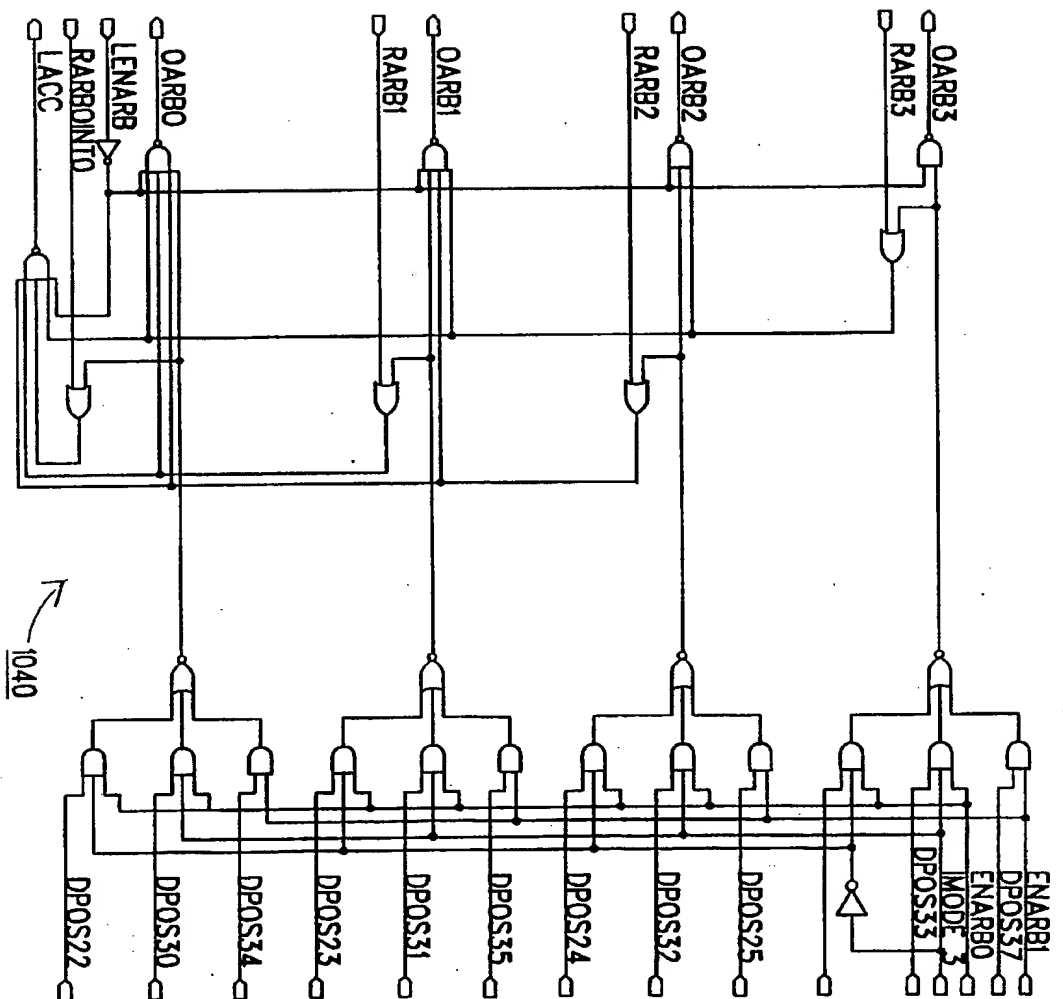 OARB3
RARB3
OARB2
RARB2
OARB1
RARB1
OARB0
LENARB
RARB0INT0
LACC
ENARB1
DPOS37
ENARB0
MODE 3
DPOS33
DPOS25
DPOS32
DPOS24
DPOS35
DPOS31
DPOS23
DPOS34
DPOS30
DPOS22
1040